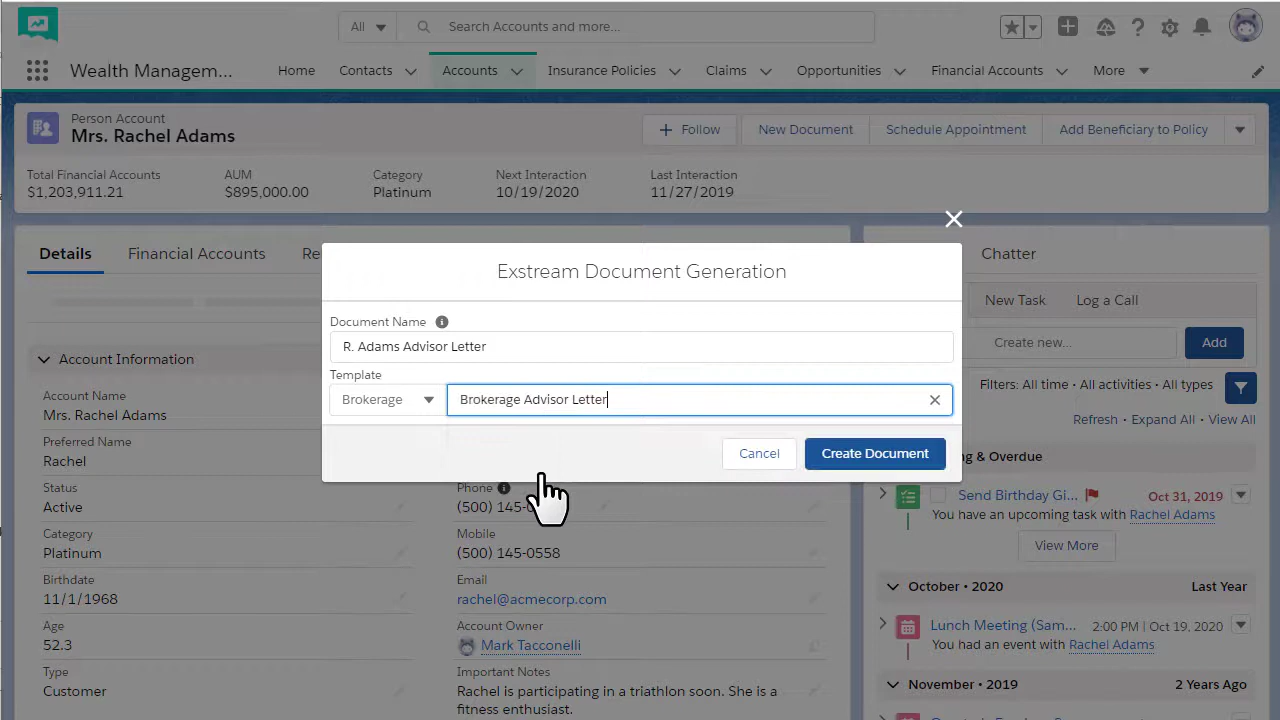 All
Search Accounts and more...
Wealth Managem...
Home
Contacts
Accounts
Insurance Policies
Claims
Opportunities
Financial Accounts
More
Person Account
Mrs. Rachel Adams
Follow
New Document
Schedule Appointment
Add Beneficiary to Policy
Total Financial Accounts
AUM
Category
Next Interaction
Last Interaction
$1,203,911.21
$895,000.00
Platinum
10/19/2020
11/27/2019
Details
Financial Accounts
Re
Chatter
Exstream Document Generation
Document Name
R. Adams Advisor Letter
Template
Brokerage
Brokerage Advisor Letter
Cancel
Create Document
New Task
Log a Call
Create new...
Add
Filters: All time • All activities • All types
Refresh • Expand All • View All
g & Overdue
Send Birthday Gi...
Oct 31, 2019
You have an upcoming task with Rachel Adams
View More
October • 2020
Last Year
Lunch Meeting (Sam...
2:00 PM | Oct 19, 2020
You had an event with Rachel Adams
November • 2019
2 Years Ago
Account Information
Account Name
Mrs. Rachel Adams
Preferred Name
Rachel
Status
Active
Category
Platinum
Birthdate
11/1/1968
Age
52.3
Type
Customer
Phone
(500) 145-0
Mobile
(500) 145-0558
Email
rachel@acmecorp.com
Account Owner
Mark Tacconelli
Important Notes
Rachel is participating in a triathlon soon. She is a
fitness enthusiast.